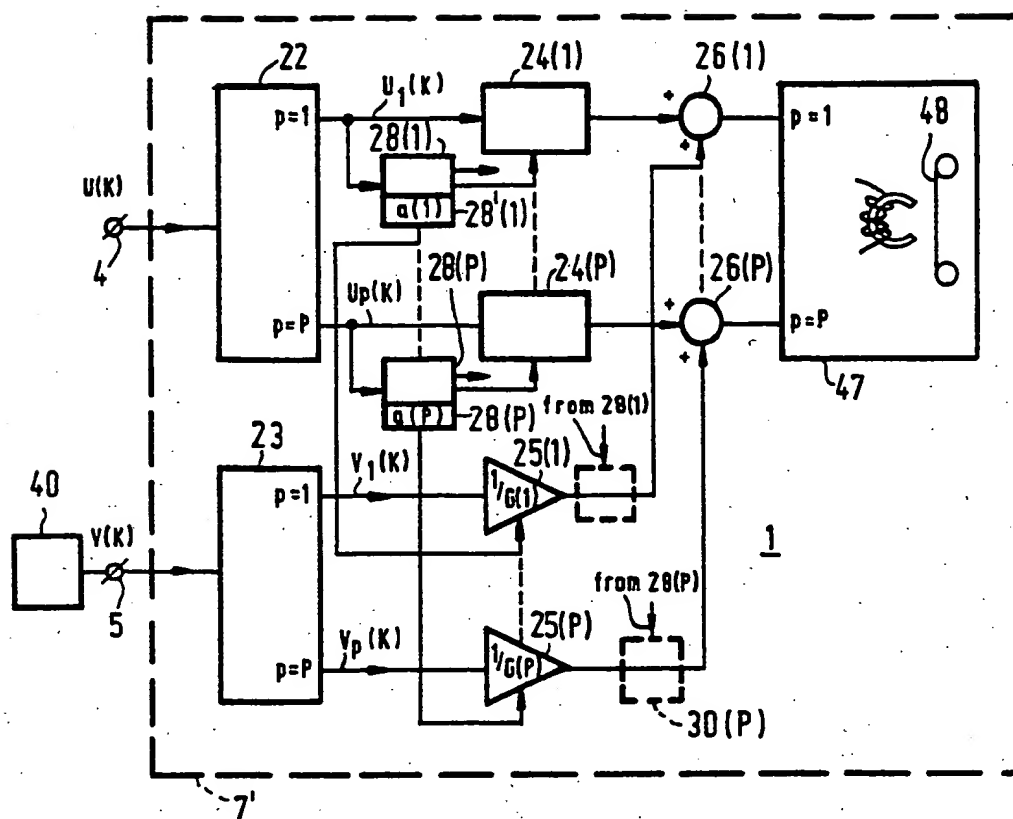 22
24(1)
26(1)
p=1
U₁(K)
28(1)
+
+
p=1
48
U(K)
4
a(1)
28'(1)
28(P)
24(P)
26(P)
Up(K)
p=P
+
+
p=P
47
a(P)
28(P)
from 28(1)
23
V₁(K)
25(1)
p=1
1/G(1)
40
V(K)
5
1
from 28(P)
Vp(K)
25(P)
p=P
1/G(P)
30(P)
7'